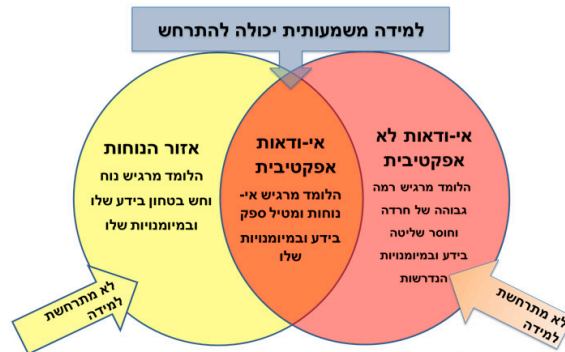 למידה משמעותית יכולה להתרחש
אי-ודאות לא
אפקטיבית
הלומד מרגיש רמה
גבוהה של חרדה
וחוסר שליטה
בידע ובמיומנויות
הנדרשות
אי-ודאות
אפקטיבית
הלומד מרגיש אי-
נוחות ומטיל ספק
בידע ובמיומנויות
שלו
אזור הנוחות
הלומד מרגיש נוח
וחש בטחון בידע שלו
ובמיומנויות שלו
לא מתרחשת
למידה
לא מתרחשת
למידה